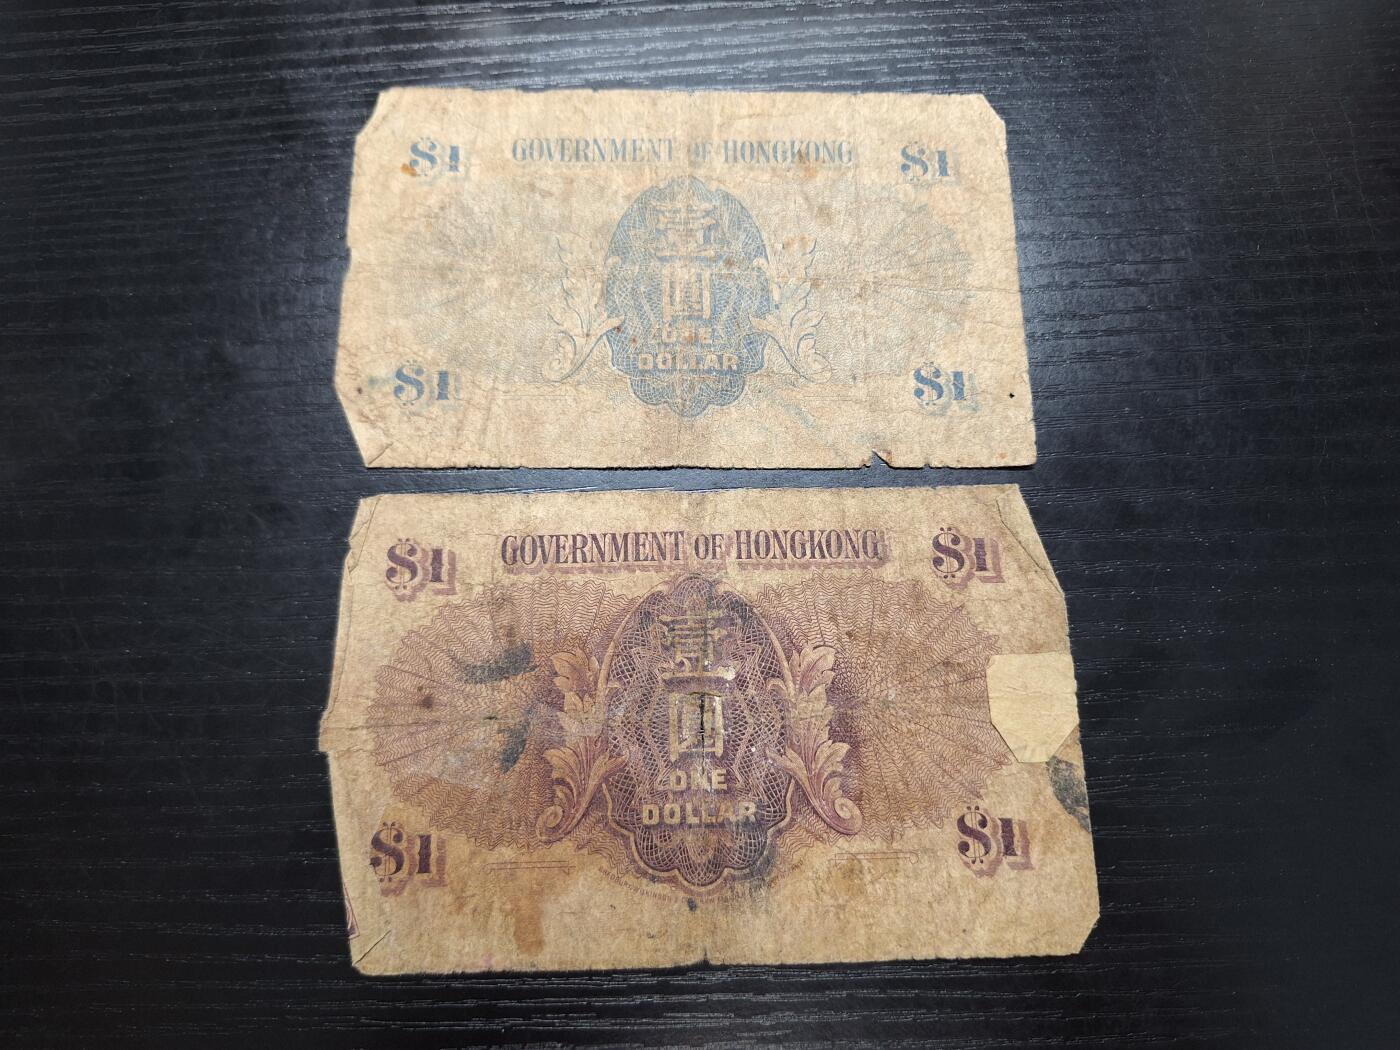 $1 GOVERNMENT OF HONGKONG $1
壹
圓
ONE
DOLLAR
$1 $1
$1 GOVERNMENT OF HONGKONG $1
壹
圓
ONE
DOLLAR
$1 $1